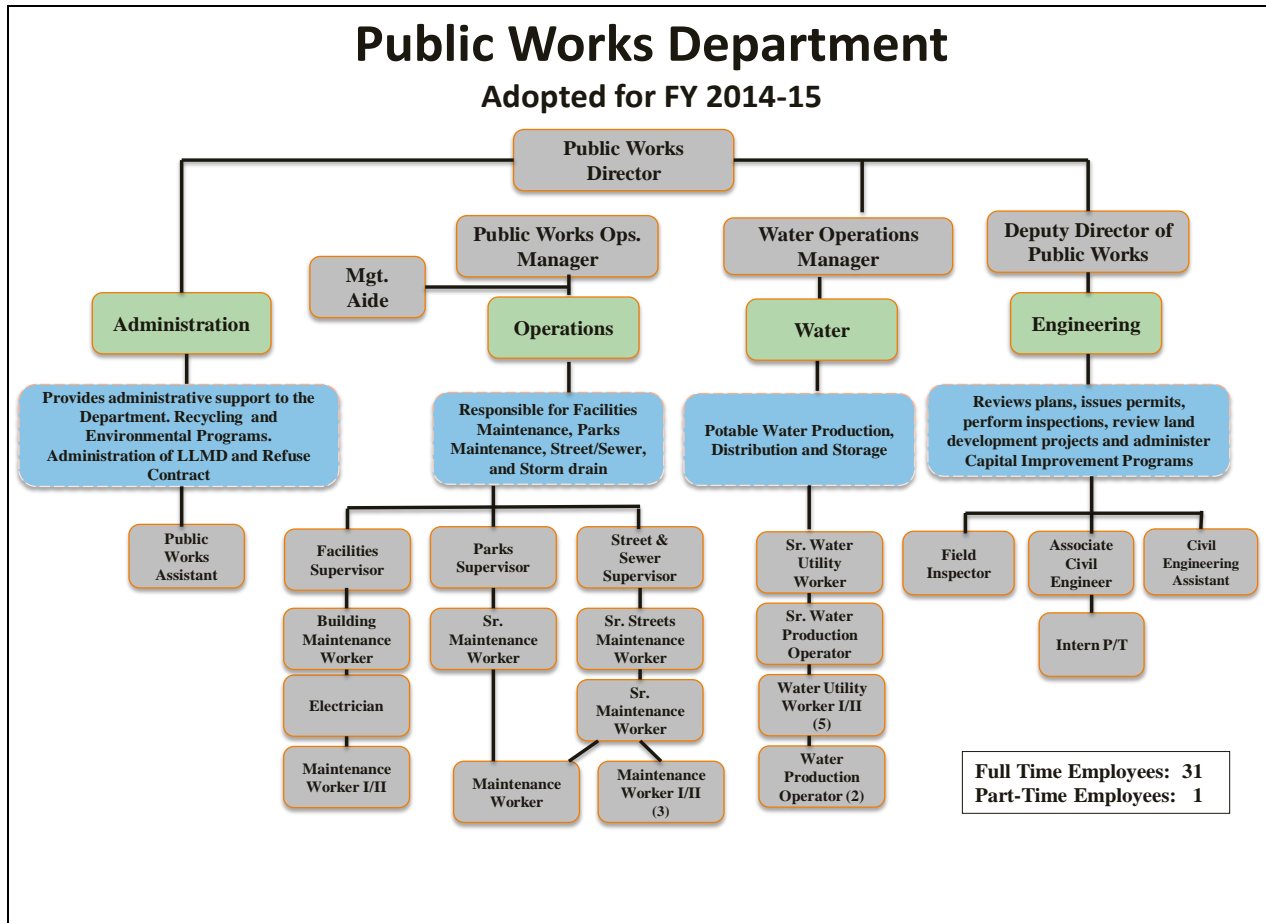 Public Works Department
Adopted for FY 2014-15
Public Works
Director
Public Works Ops.
Manager
Water Operations
Manager
Deputy Director of
Public Works
Mgt.
Aide
Administration
Operations
Water
Engineering
Provides administrative support to the
Department. Recycling and
Environmental Programs.
Administration of LLMD and Refuse
Contract
Responsible for Facilities
Maintenance, Parks
Maintenance, Street/Sewer,
and Storm drain
Potable Water Production,
Distribution and Storage
Reviews plans, issues permits,
perform inspections, review land
development projects and administer
Capital Improvement Programs
Public
Works
Assistant
Facilities
Supervisor
Parks
Supervisor
Street &
Sewer
Supervisor
Sr. Water
Utility
Worker
Field
Inspector
Associate
Civil
Engineer
Civil
Engineering
Assistant
Building
Maintenance
Worker
Sr.
Maintenance
Worker
Sr. Streets
Maintenance
Worker
Sr. Water
Production
Operator
Intern P/T
Electrician
Sr.
Maintenance
Worker
Water Utility
Worker I/II
(5)
Maintenance
Worker I/II
Maintenance
Worker
Maintenance
Worker I/II
(3)
Water
Production
Operator (2)
Full Time Employees: 31
Part-Time Employees: 1